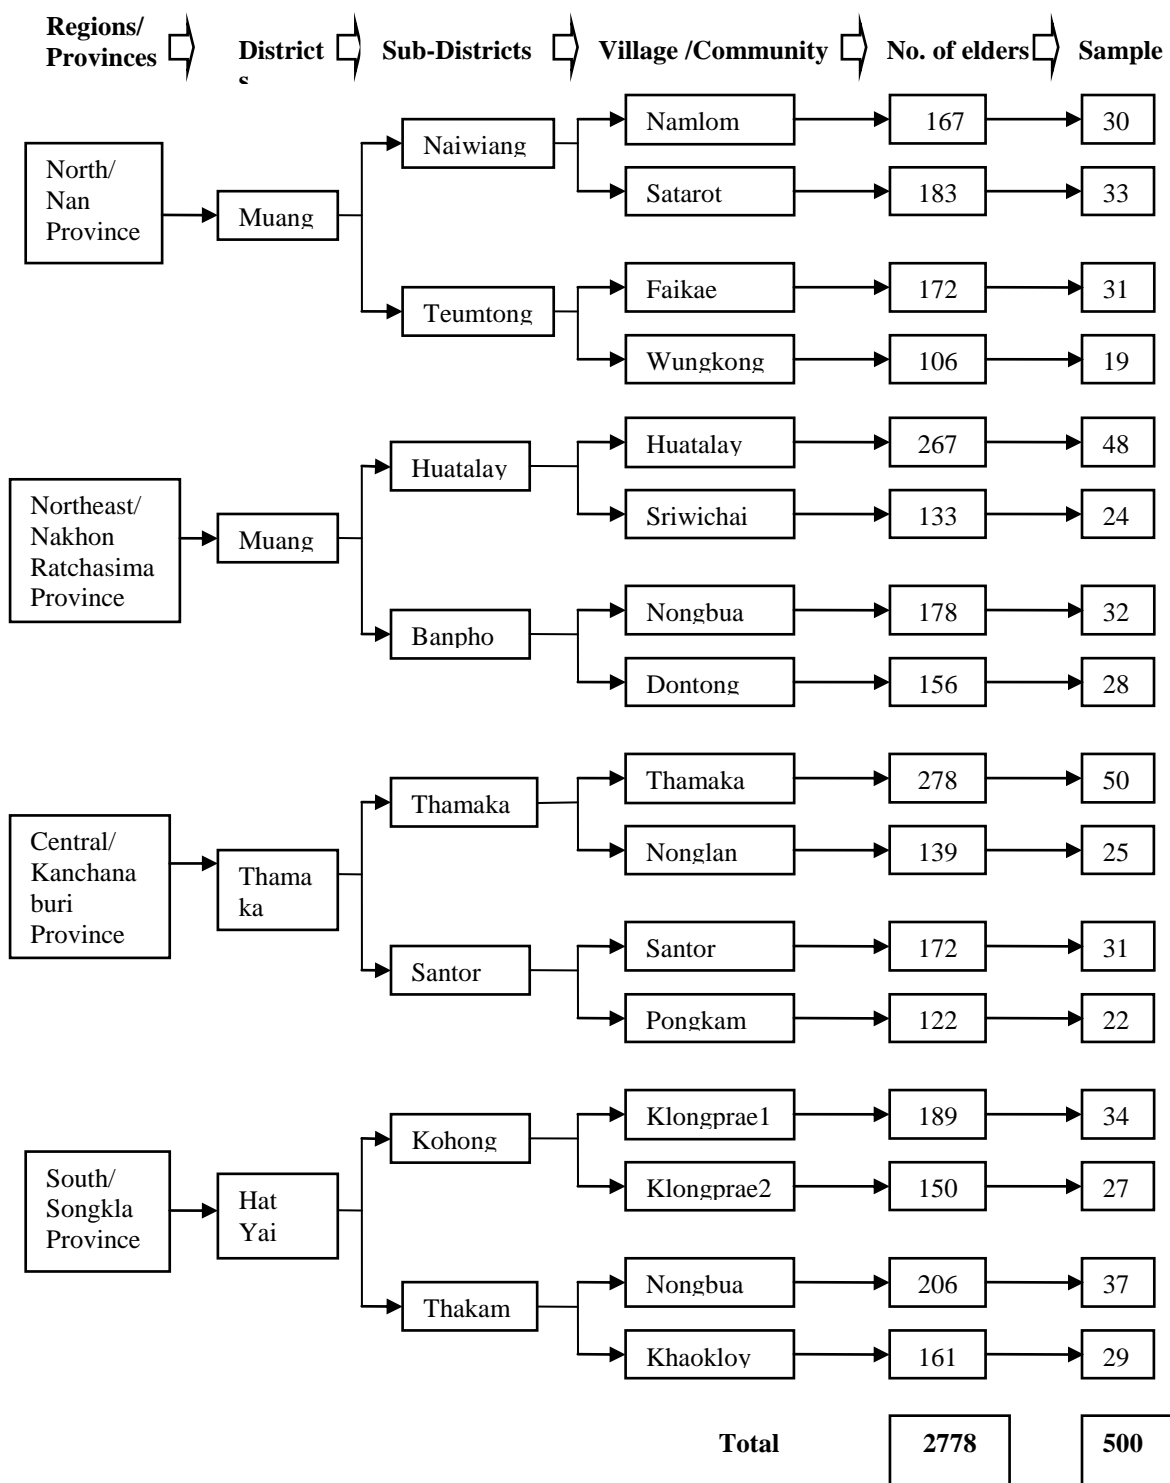 Regions/
Provinces
District
s
Sub-Districts
Village /Community
No. of elders
Sample
North/
Nan
Province
Muang
Naiwiang
Namlom
167
30
Satarot
183
33
Teumtong
Faikae
172
31
Wungkong
106
19
Northeast/
Nakhon
Ratchasima
Province
Muang
Huatalay
Huatalay
267
48
Sriwichai
133
24
Banpho
Nongbua
178
32
Dontong
156
28
Central/
Kanchana
buri
Province
Thama
ka
Thamaka
Thamaka
278
50
Nonglan
139
25
Santor
Santor
172
31
Pongkam
122
22
South/
Songkla
Province
Hat
Yai
Kohong
Klongprae1
189
34
Klongprae2
150
27
Thakam
Nongbua
206
37
Khaokloy
161
29
Total
2778
500